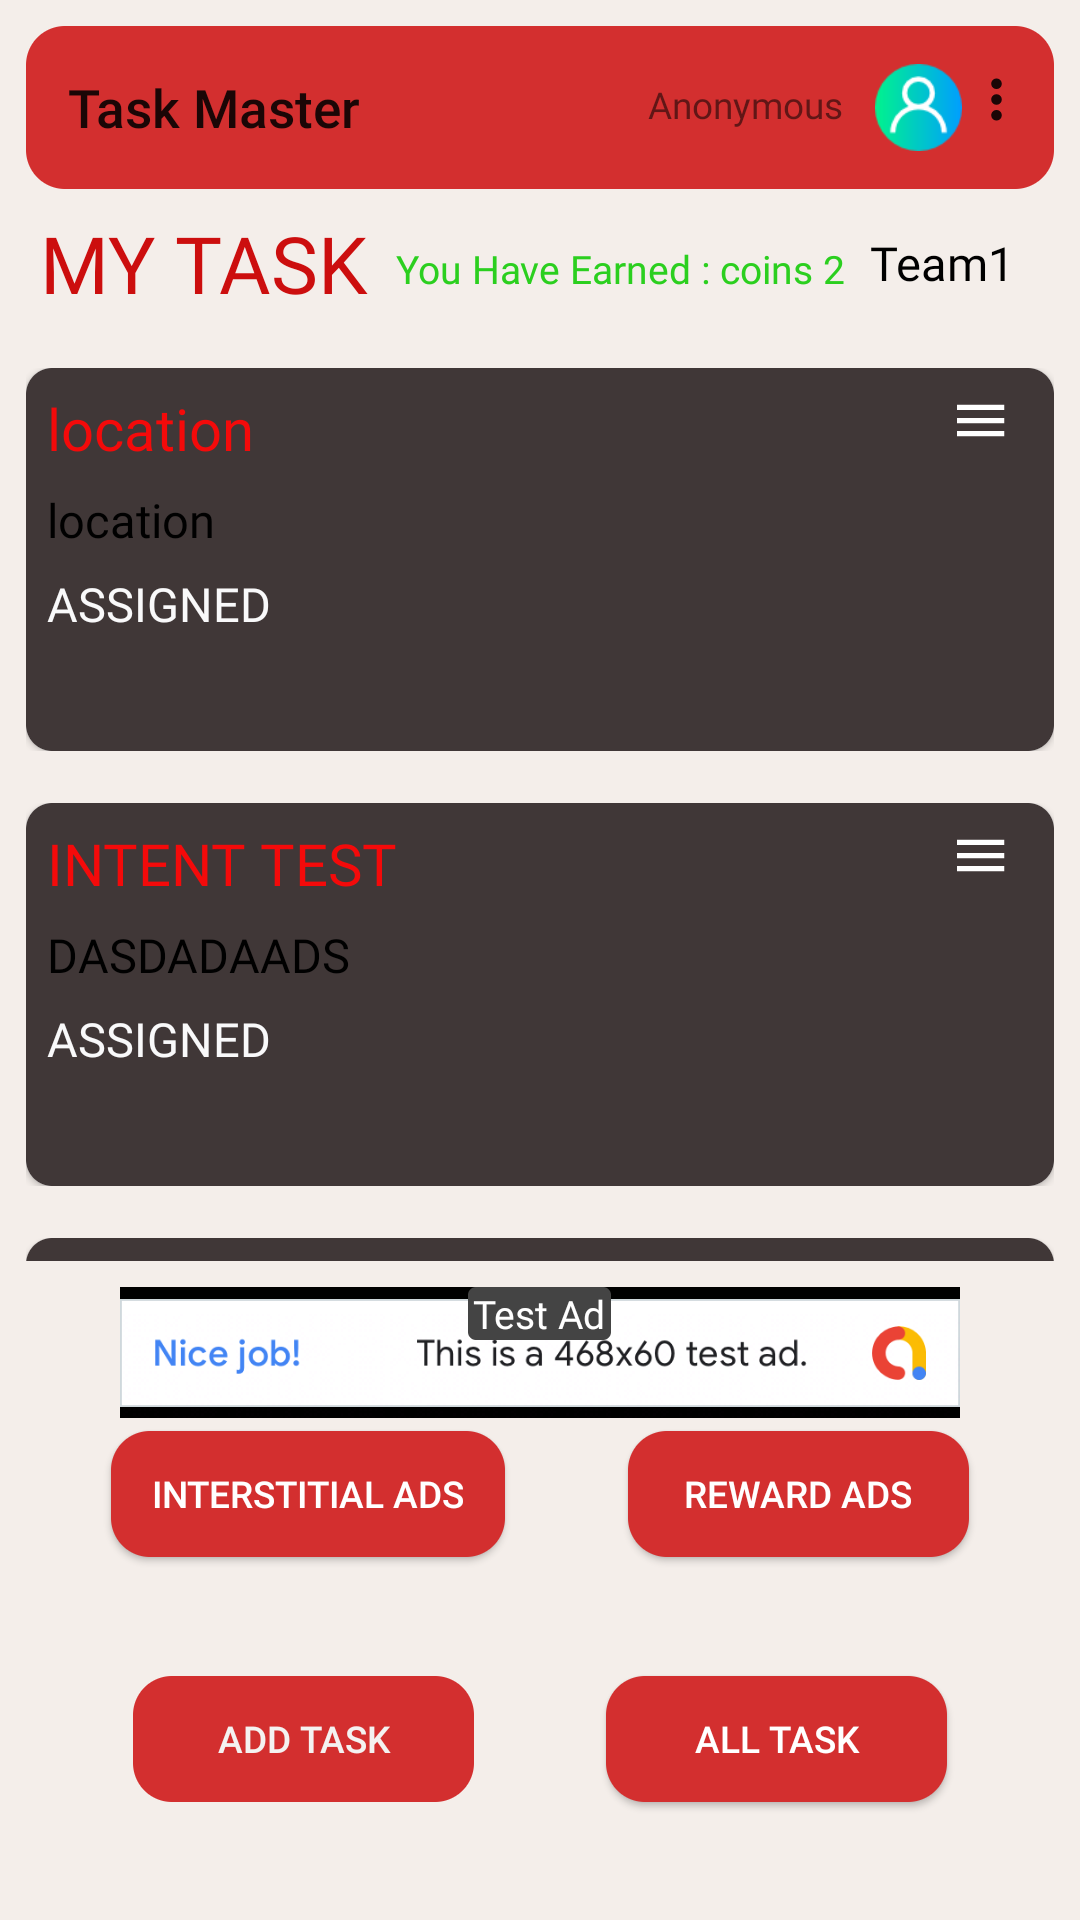 Task Master Anonymous
MY TASK You Have Earned : coins 2 Team1
location
location
ASSIGNED
INTENT TEST
DASDADAADS
ASSIGNED
Test Ad
Nice job! This is a 468x60 test ad.
INTERSTITIAL ADS REWARD ADS
ADD TASK ALL TASK